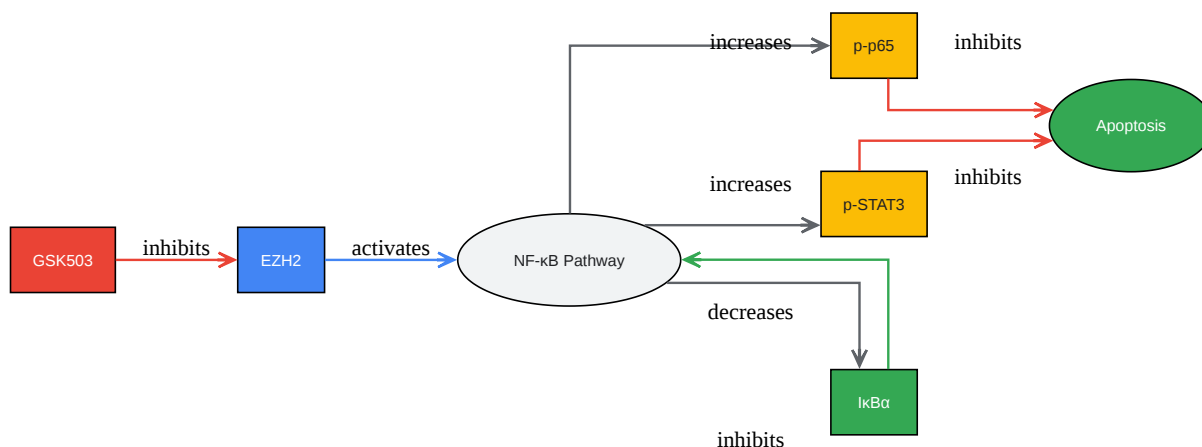 increases
p-p65
inhibits
Apoptosis
increases
p-STAT3
inhibits
GSK503
inhibits
EZH2
activates
NF-κB Pathway
decreases
IκBα
inhibits